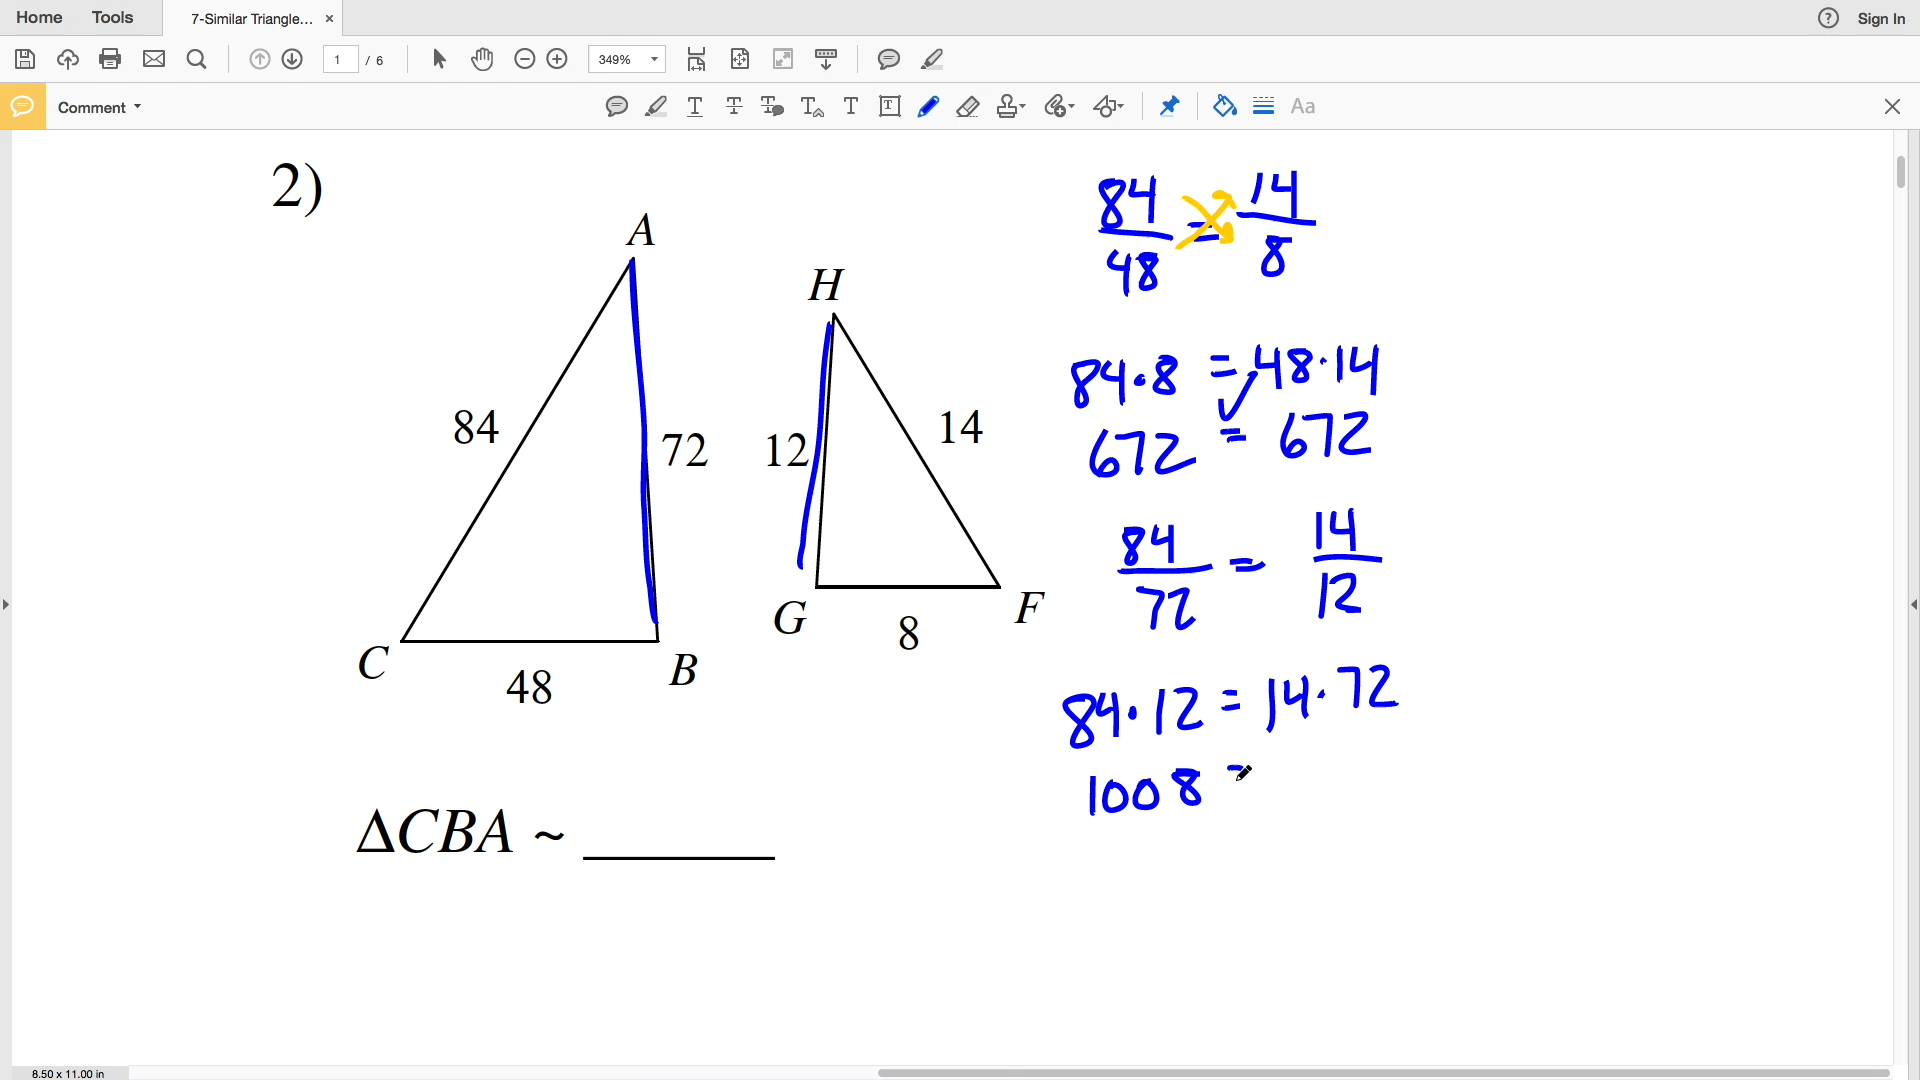 Home Tools 7-Similar Triangle... × Sign In
1 / 6 349%
Comment Aa
2)
A
H
84
72
12
14
G
8
F
C
48
B
ΔCBA ~ ________
84/48 = 14/8
84·8 = 48·14
672 = 672
84/72 = 14/12
84·12 = 14·72
1008 =
8.50 x 11.00 in